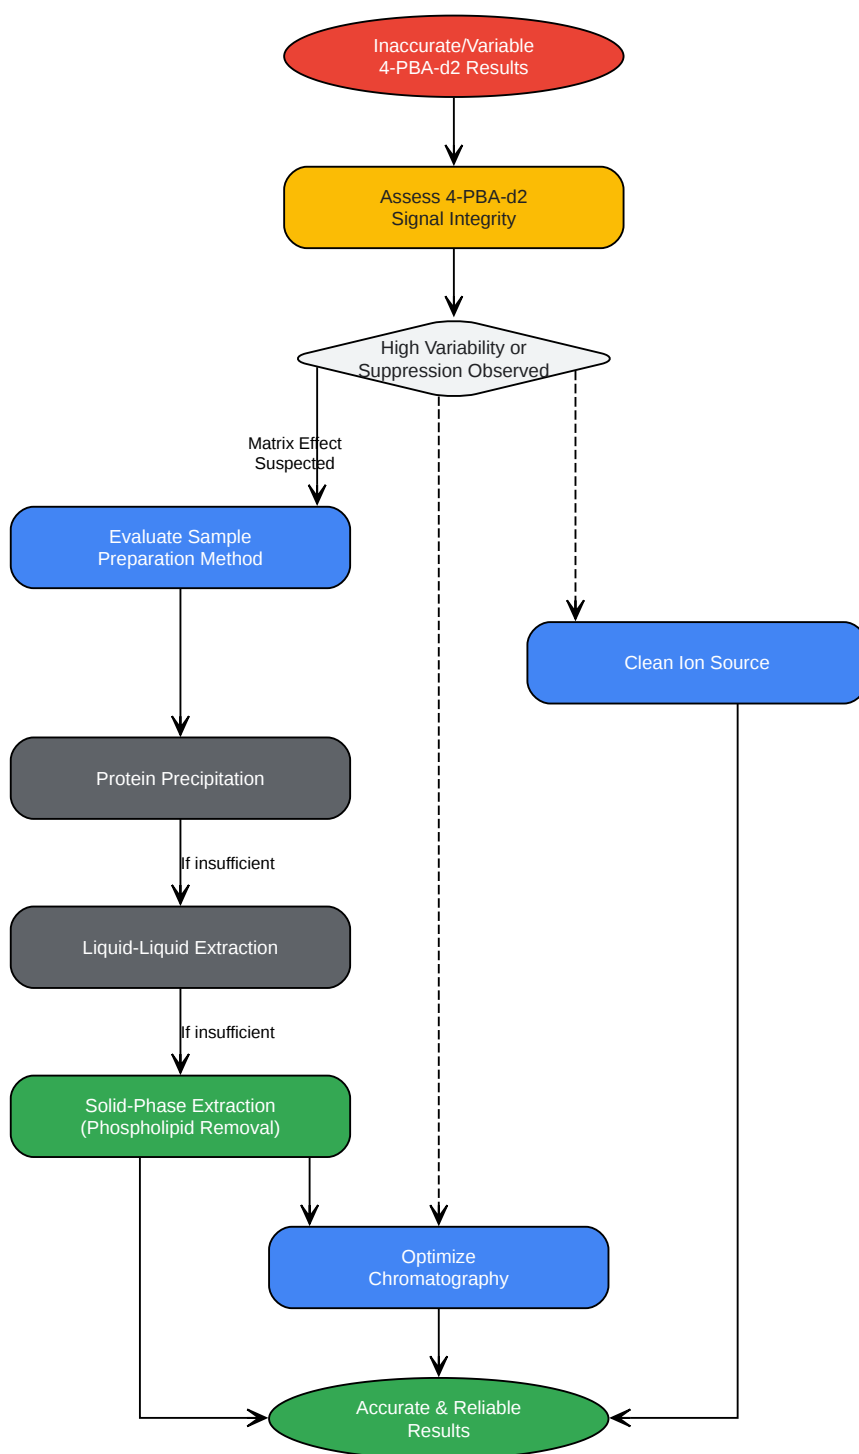 Inaccurate/Variable
4-PBA-d2 Results
Assess 4-PBA-d2
Signal Integrity
High Variability or
Suppression Observed
Matrix Effect
Suspected
Evaluate Sample
Preparation Method
Clean Ion Source
Protein Precipitation
If insufficient
Liquid-Liquid Extraction
If insufficient
Solid-Phase Extraction
(Phospholipid Removal)
Optimize
Chromatography
Accurate & Reliable
Results